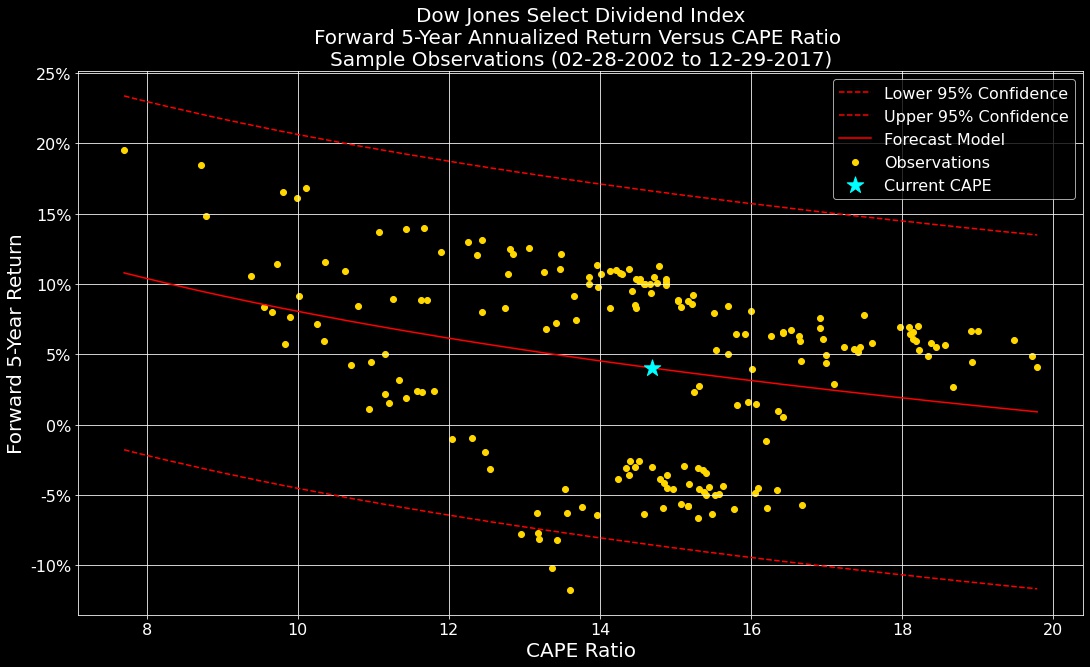 Dow Jones Select Dividend Index
Forward 5-Year Annualized Return Versus CAPE Ratio
Sample Observations (02-28-2002 to 12-29-2017)
Forward 5-Year Return
25%
20%
15%
10%
5%
0%
-5%
-10%
Lower 95% Confidence
Upper 95% Confidence
Forecast Model
Observations
Current CAPE
8
10
12
14
16
18
20
CAPE Ratio